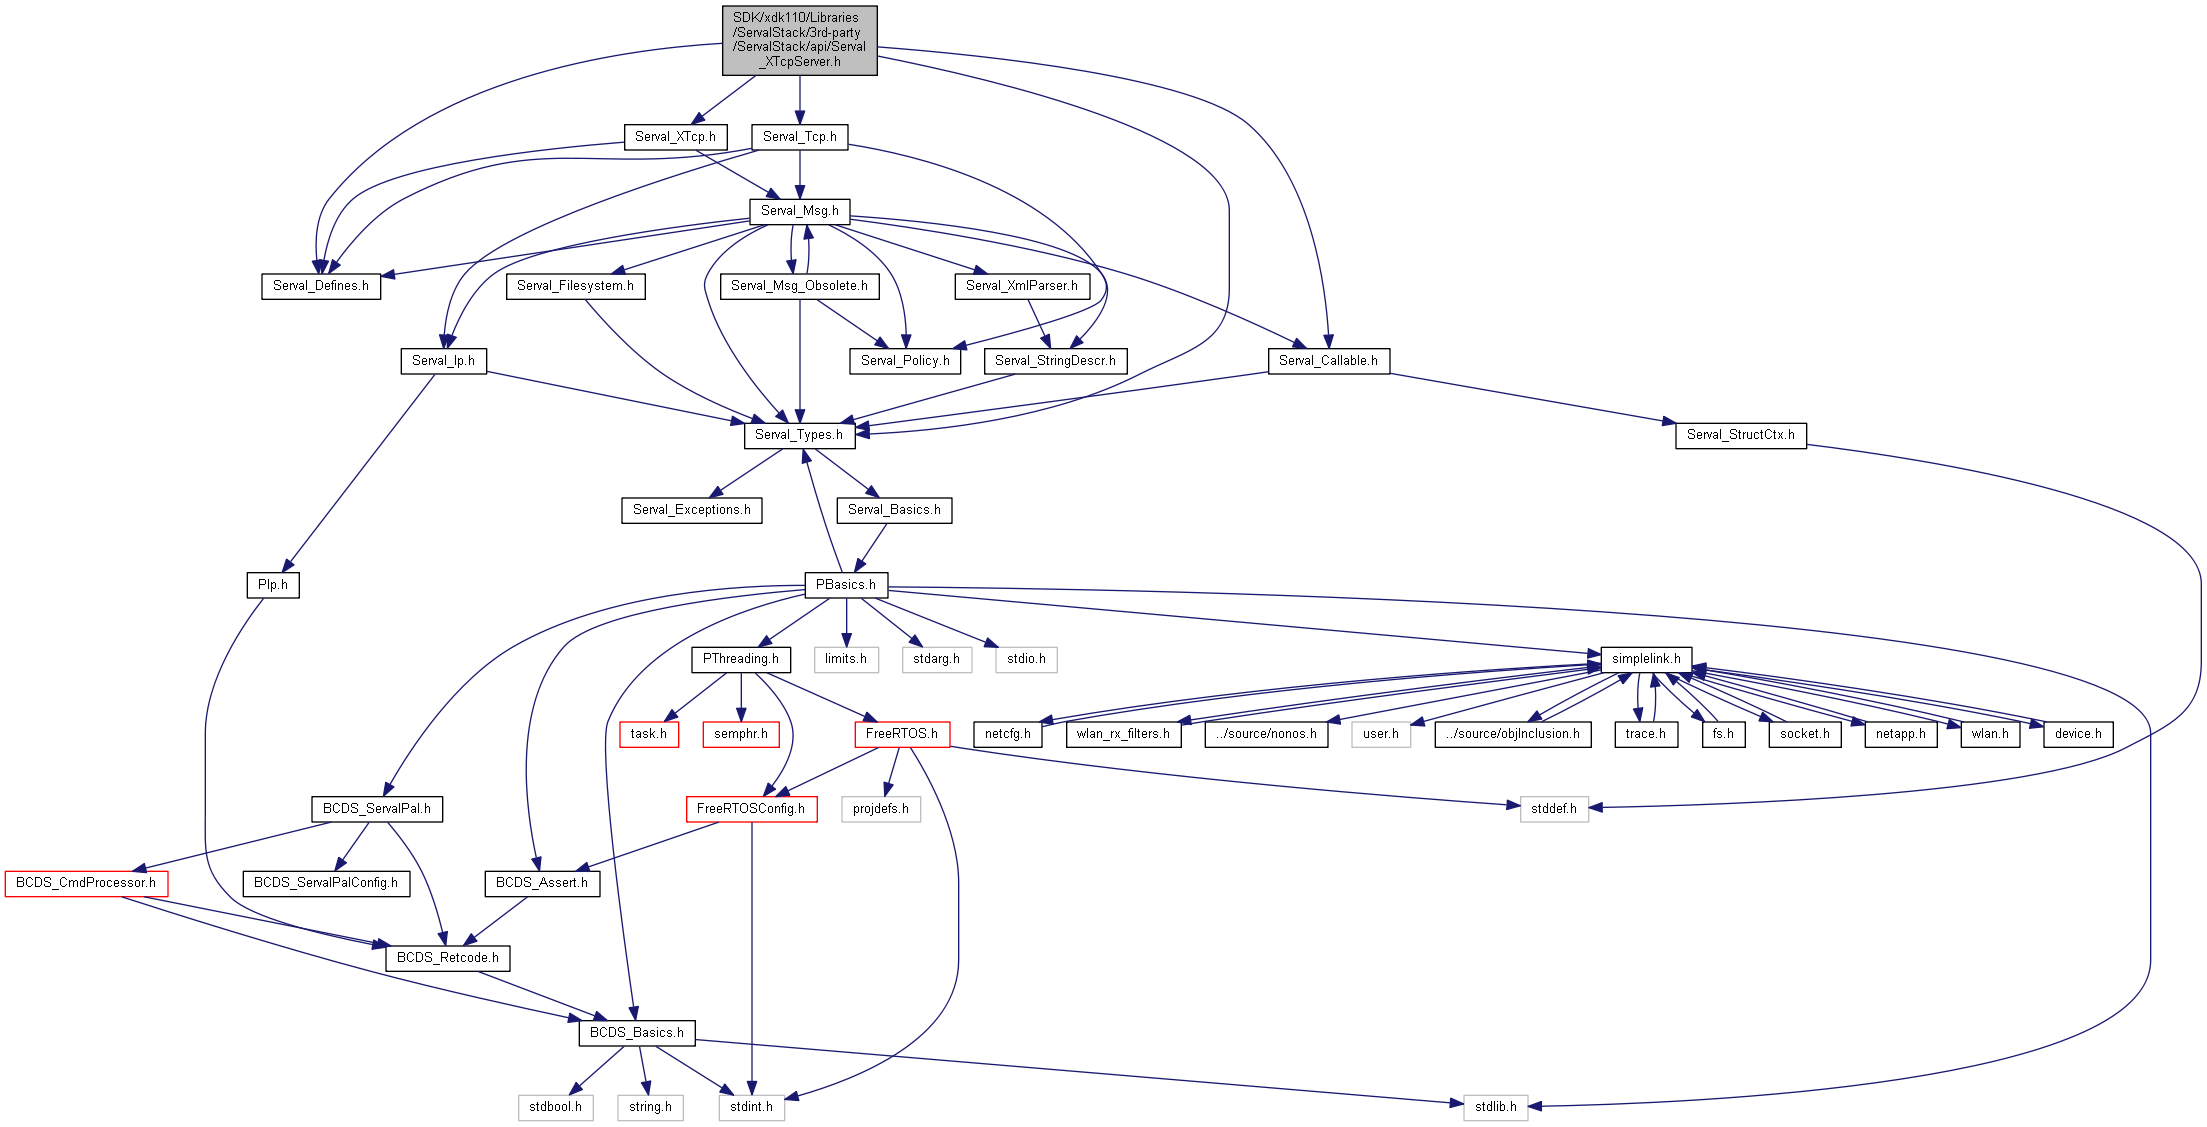 SDK/xdk110/Libraries
/ServalStack/3rd-party
/ServalStack/api/Serval
_XTcpServer.h
Serval_XTcp.h
Serval_Tcp.h
Serval_Msg.h
Serval_Defines.h
Serval_Filesystem.h
Serval_Msg_Obsolete.h
Serval_XmlParser.h
Serval_Ip.h
Serval_Policy.h
Serval_StringDescr.h
Serval_Callable.h
Serval_Types.h
Serval_StructCtx.h
Serval_Exceptions.h
Serval_Basics.h
PIp.h
PBasics.h
PThreading.h
limits.h
stdarg.h
stdio.h
simplelink.h
task.h
semphr.h
FreeRTOS.h
netcfg.h
wlan_rx_filters.h
../source/nonos.h
user.h
../source/objInclusion.h
trace.h
fs.h
socket.h
netapp.h
wlan.h
device.h
BCDS_ServalPal.h
FreeRTOSConfig.h
projdefs.h
stddef.h
BCDS_CmdProcessor.h
BCDS_ServalPalConfig.h
BCDS_Assert.h
BCDS_Retcode.h
BCDS_Basics.h
stdbool.h
string.h
stdint.h
stdlib.h